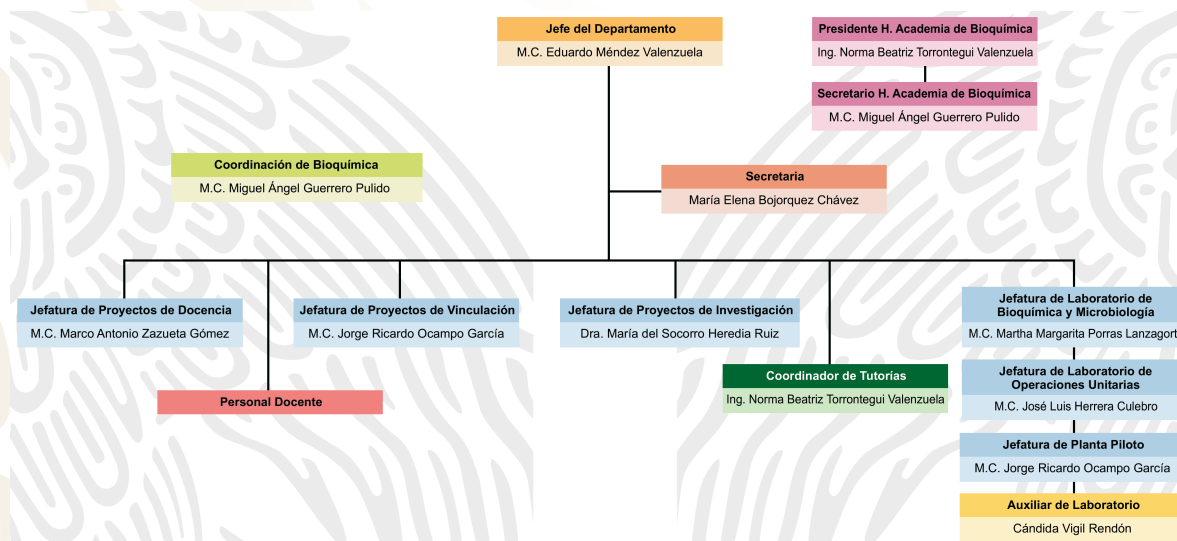 Jefe del Departamento
M.C. Eduardo Méndez Valenzuela
Presidente H. Academia de Bioquímica
Ing. Norma Beatriz Torrontegui Valenzuela
Secretario H. Academia de Bioquímica
M.C. Miguel Ángel Guerrero Pulido
Coordinación de Bioquímica
M.C. Miguel Ángel Guerrero Pulido
Secretaria
María Elena Bojorquez Chávez
Jefatura de Proyectos de Docencia
M.C. Marco Antonio Zazueta Gómez
Jefatura de Proyectos de Vinculación
M.C. Jorge Ricardo Ocampo García
Jefatura de Proyectos de Investigación
Dra. María del Socorro Heredia Ruiz
Jefatura de Laboratorio de
Bioquímica y Microbiología
M.C. Martha Margarita Porras Lanzagort
Personal Docente
Coordinador de Tutorías
Ing. Norma Beatriz Torrontegui Valenzuela
Jefatura de Laboratorio de
Operaciones Unitarias
M.C. José Luis Herrera Culebro
Jefatura de Planta Piloto
M.C. Jorge Ricardo Ocampo García
Auxiliar de Laboratorio
Cándida Vigil Rendón